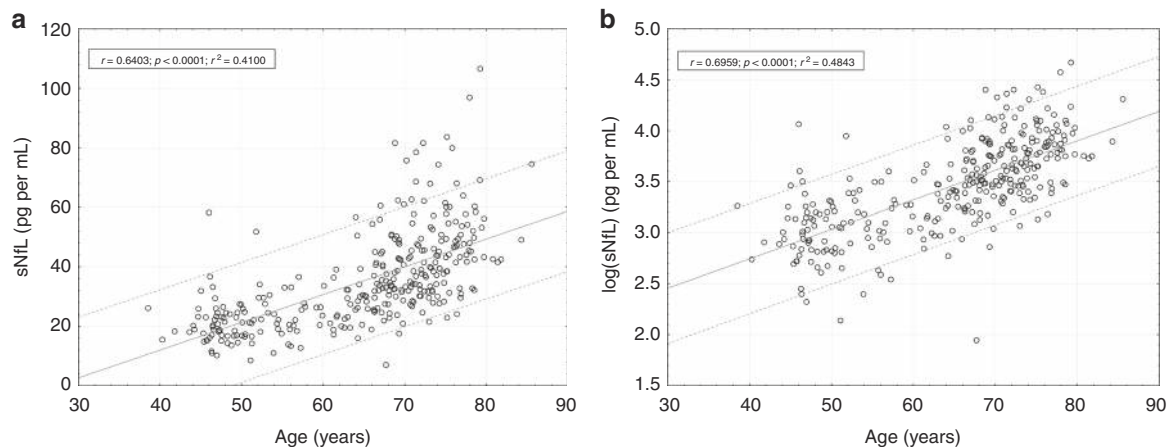 a
r = 0.6403; p < 0.0001; r² = 0.4100
120
100
80
60
40
20
0
sNfL (pg per mL)
30 40 50 60 70 80 90
Age (years)
b
r = 0.6959; p < 0.0001; r² = 0.4843
5.0
4.5
4.0
3.5
3.0
2.5
2.0
1.5
log(sNfL) (pg per mL)
30 40 50 60 70 80 90
Age (years)